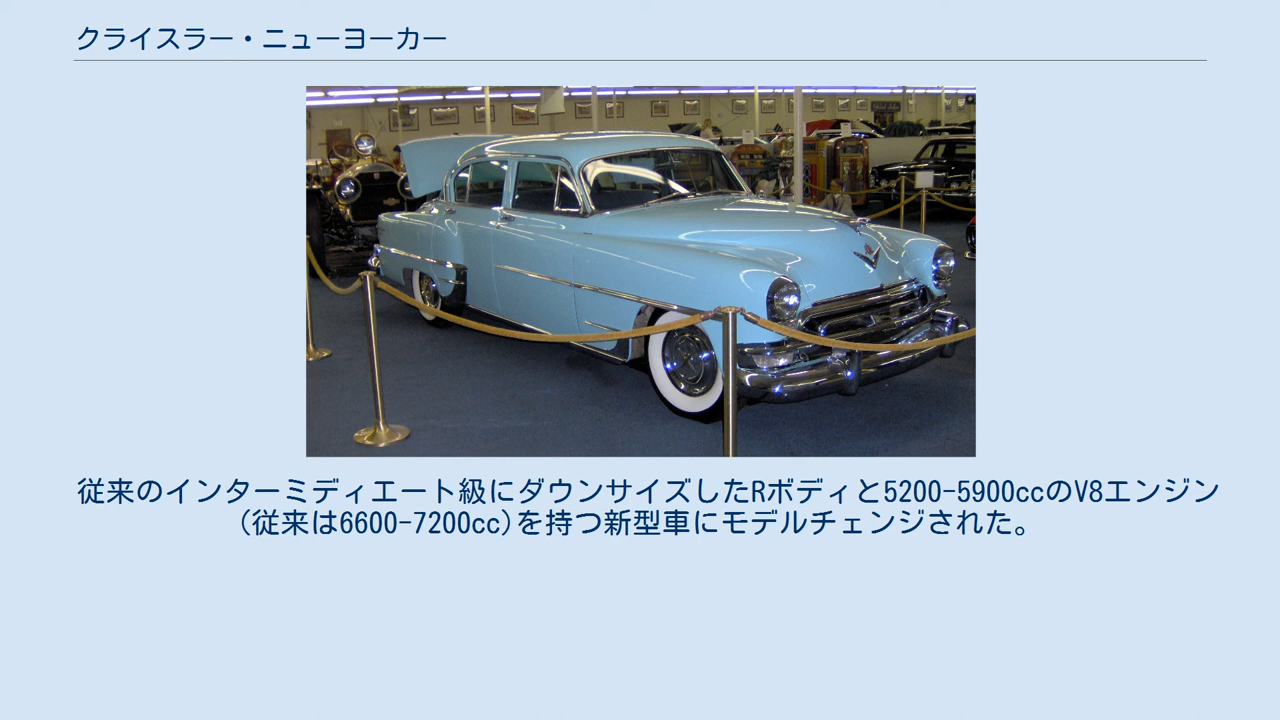 クライスラー・ニューヨーカー
従来のインターミディエート級にダウンサイズしたRボディと5200-5900ccのV8エンジン
(従来は6600-7200cc)を持つ新型車にモデルチェンジされた。